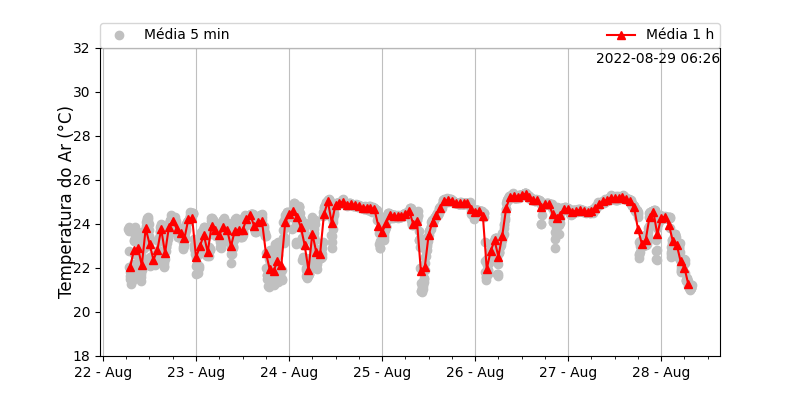 Média 5 min
Média 1 h
2022-08-29 06:26
Temperatura do Ar (°C)
32
30
28
26
24
22
20
18
22 - Aug
23 - Aug
24 - Aug
25 - Aug
26 - Aug
27 - Aug
28 - Aug